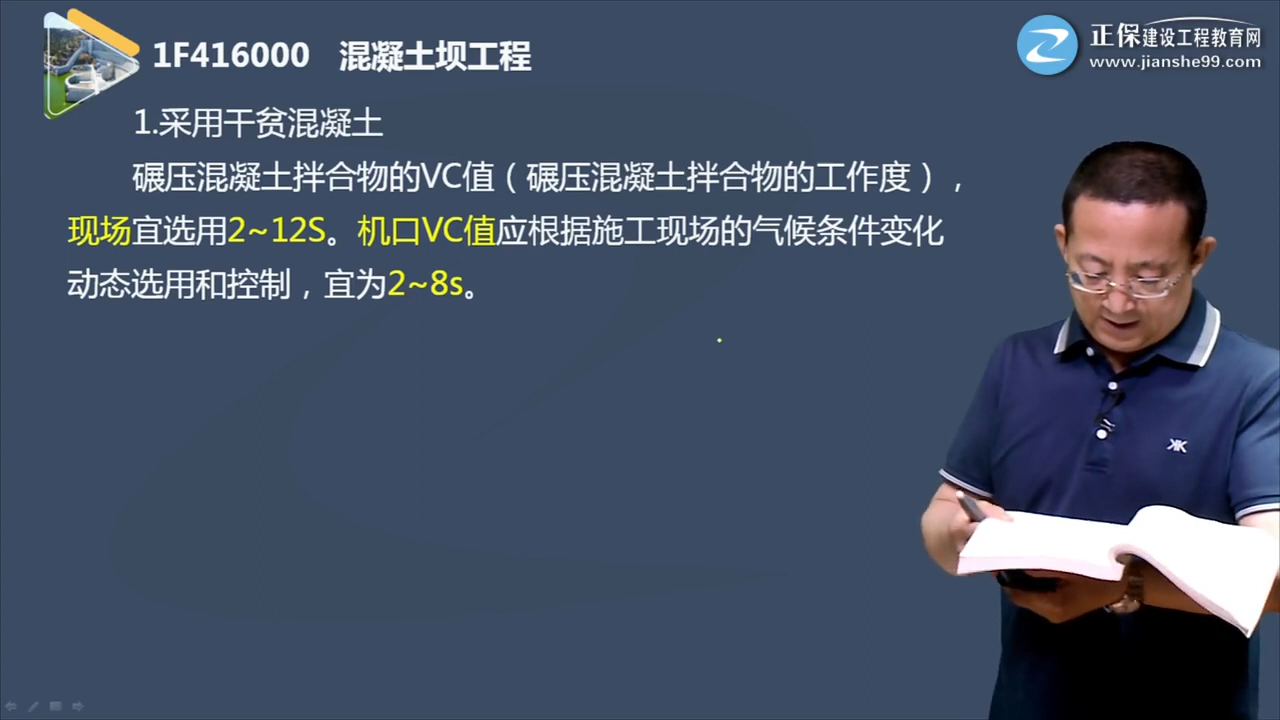 1F416000 混凝土坝工程
正保建设工程教育网
www.jianshe99.com
1.采用干贫混凝土
碾压混凝土拌合物的VC值（碾压混凝土拌合物的工作度），
现场宜选用2~12S。机口VC值应根据施工现场的气候条件变化
动态选用和控制，宜为2~8s。